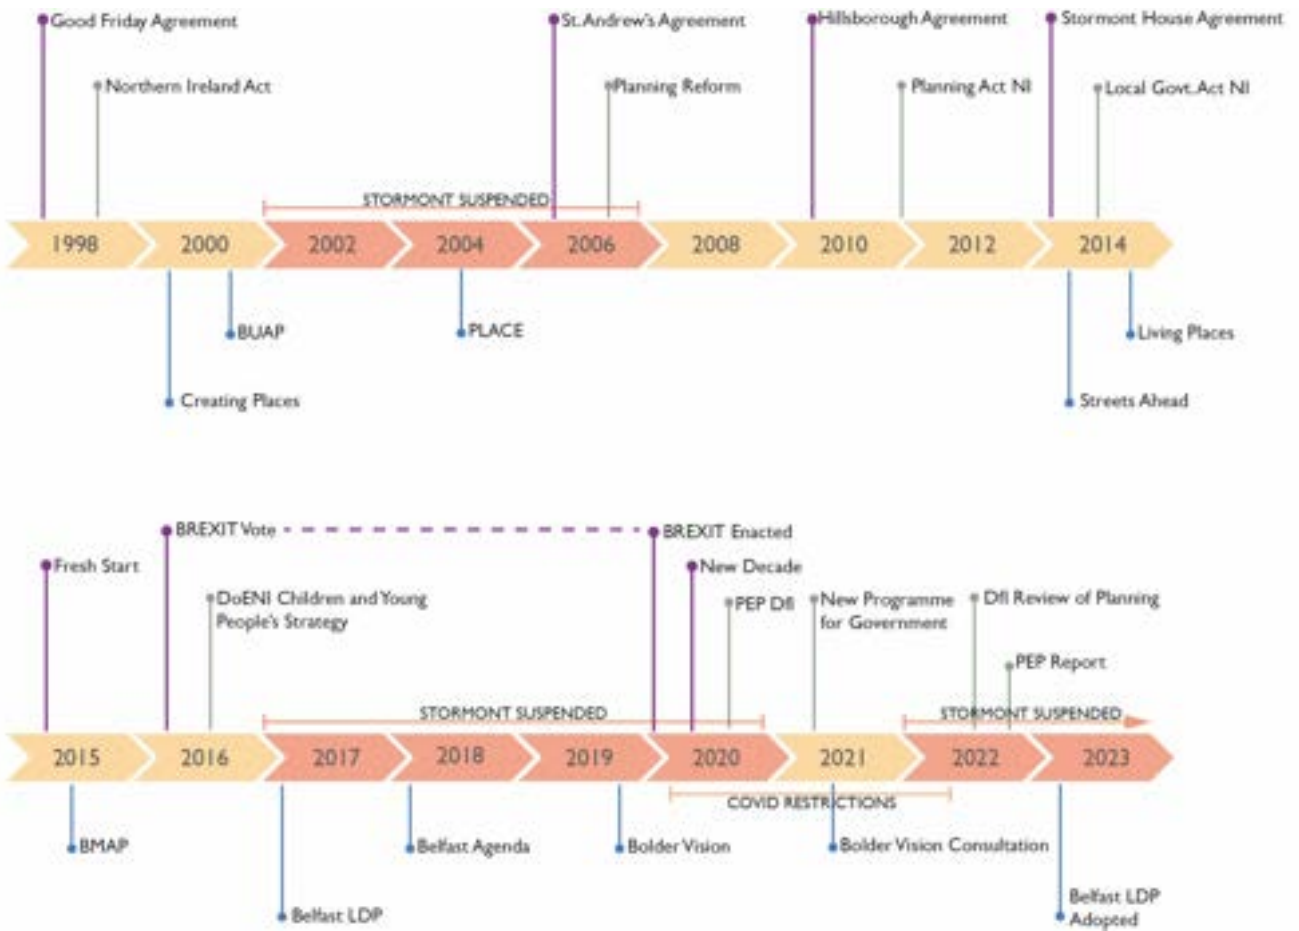 Good Friday Agreement
St. Andrew's Agreement
Hillsborough Agreement
Stormont House Agreement
Northern Ireland Act
Planning Reform
Planning Act NI
Local Govt. Act NI
STORMONT SUSPENDED
1998
2000
2002
2004
2006
2008
2010
2012
2014
BUAP
PLACE
Living Places
Creating Places
Streets Ahead
BREXIT Vote
BREXIT Enacted
Fresh Start
New Decade
DoENI Children and Young
People's Strategy
PEP DfI
New Programme
for Government
DfI Review of Planning
PEP Report
STORMONT SUSPENDED
STORMONT SUSPENDED
2015
2016
2017
2018
2019
2020
2021
2022
2023
COVID RESTRICTIONS
BMAP
Belfast Agenda
Bolder Vision
Bolder Vision Consultation
Belfast LDP
Belfast LDP
Adopted